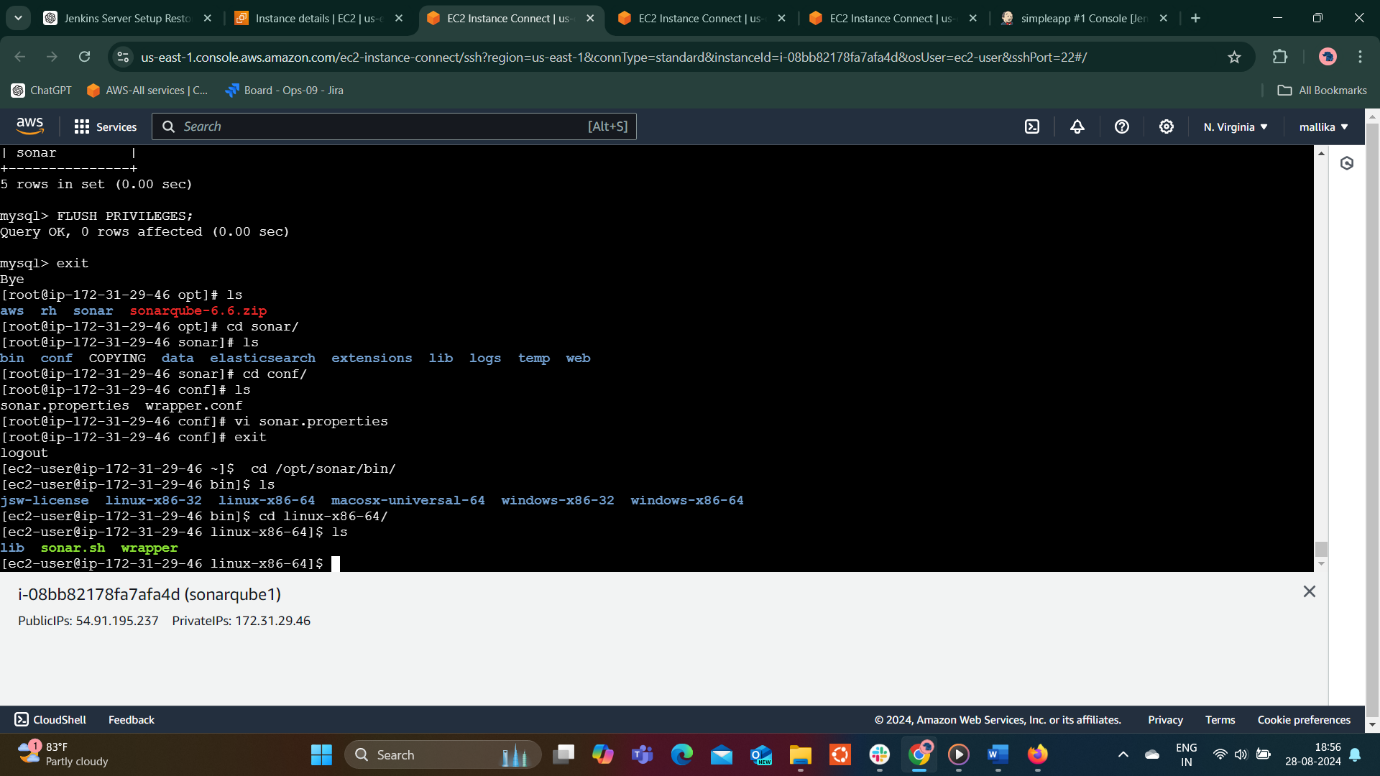 Jenkins Server Setup Resto
Instance details | EC2 | us-e
EC2 Instance Connect | us-
EC2 Instance Connect | us-
EC2 Instance Connect | us-
simpleapp #1 Console [Jen
us-east-1.console.aws.amazon.com/ec2-instance-connect/ssh?region=us-east-1&connType=standard&instanceId=i-08bb82178fa7afa4d&osUser=ec2-user&sshPort=22#/
ChatGPT AWS-All services | C... Board - Ops-09 - Jira All Bookmarks
aws Services Search [Alt+S] N. Virginia ▼ mallika ▼
| sonar |
+---------------+
5 rows in set (0.00 sec)
mysql> FLUSH PRIVILEGES;
Query OK, 0 rows affected (0.00 sec)
mysql> exit
Bye
[root@ip-172-31-29-46 opt]# ls
aws rh sonar sonarqube-6.6.zip
[root@ip-172-31-29-46 opt]# cd sonar/
[root@ip-172-31-29-46 sonar]# ls
bin conf COPYING data elasticsearch extensions lib logs temp web
[root@ip-172-31-29-46 sonar]# cd conf/
[root@ip-172-31-29-46 conf]# ls
sonar.properties wrapper.conf
[root@ip-172-31-29-46 conf]# vi sonar.properties
[root@ip-172-31-29-46 conf]# exit
logout
[ec2-user@ip-172-31-29-46 ~]$ cd /opt/sonar/bin/
[ec2-user@ip-172-31-29-46 bin]$ ls
jsw-license linux-x86-32 linux-x86-64 macosx-universal-64 windows-x86-32 windows-x86-64
[ec2-user@ip-172-31-29-46 bin]$ cd linux-x86-64/
[ec2-user@ip-172-31-29-46 linux-x86-64]$ ls
lib sonar.sh wrapper
[ec2-user@ip-172-31-29-46 linux-x86-64]$
i-08bb82178fa7afa4d (sonarqube1)
PublicIPs: 54.91.195.237 PrivateIPs: 172.31.29.46
CloudShell Feedback © 2024, Amazon Web Services, Inc. or its affiliates. Privacy Terms Cookie preferences
1 83°F
Partly cloudy
Search
NEW
ENG
IN
18:56
28-08-2024